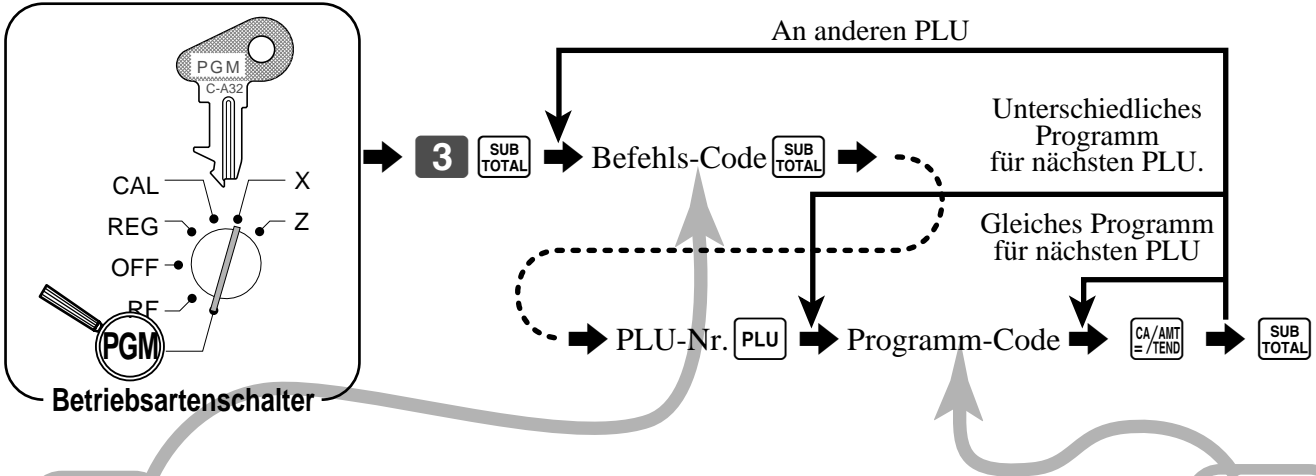 An anderen PLU
PGM
C-A32
Unterschiedliches
Programm
für nächsten PLU.
3 SUB TOTAL Befehls-Code SUB TOTAL
CAL X
REG Z
OFF
RF
PGM
Gleiches Programm
für nächsten PLU
PLU-Nr. PLU Programm-Code CA/AMT = /TEND SUB TOTAL
Betriebsartenschalter